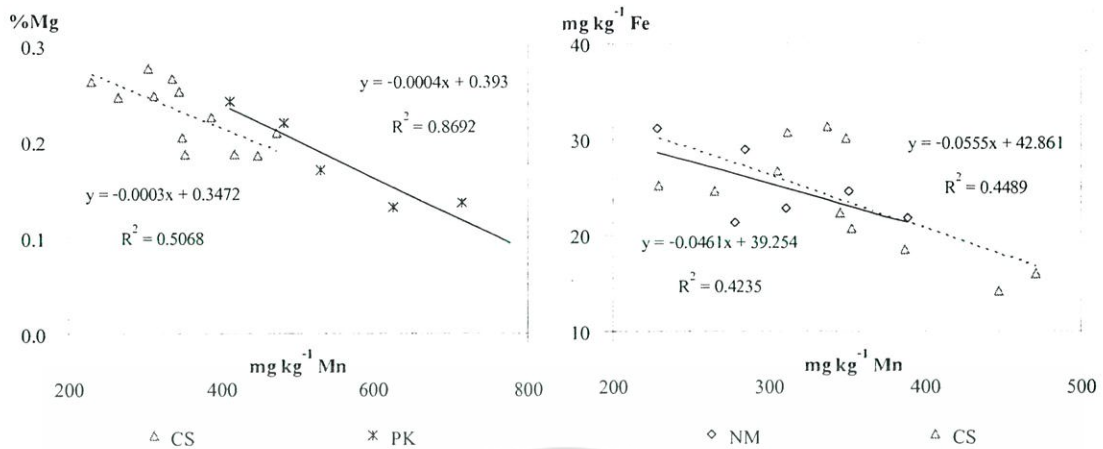 %Mg
0.3
0.2
0.1
0.0
y = -0.0004x + 0.393
R² = 0.8692
y = -0.0003x + 0.3472
R² = 0.5068
mg kg⁻¹ Mn
200 400 600 800
△ CS
PK
mg kg⁻¹ Fe
40
30
20
10
y = -0.0555x + 42.861
R² = 0.4489
y = -0.0461x + 39.254
R² = 0.4235
mg kg⁻¹ Mn
200 300 400 500
NM
CS